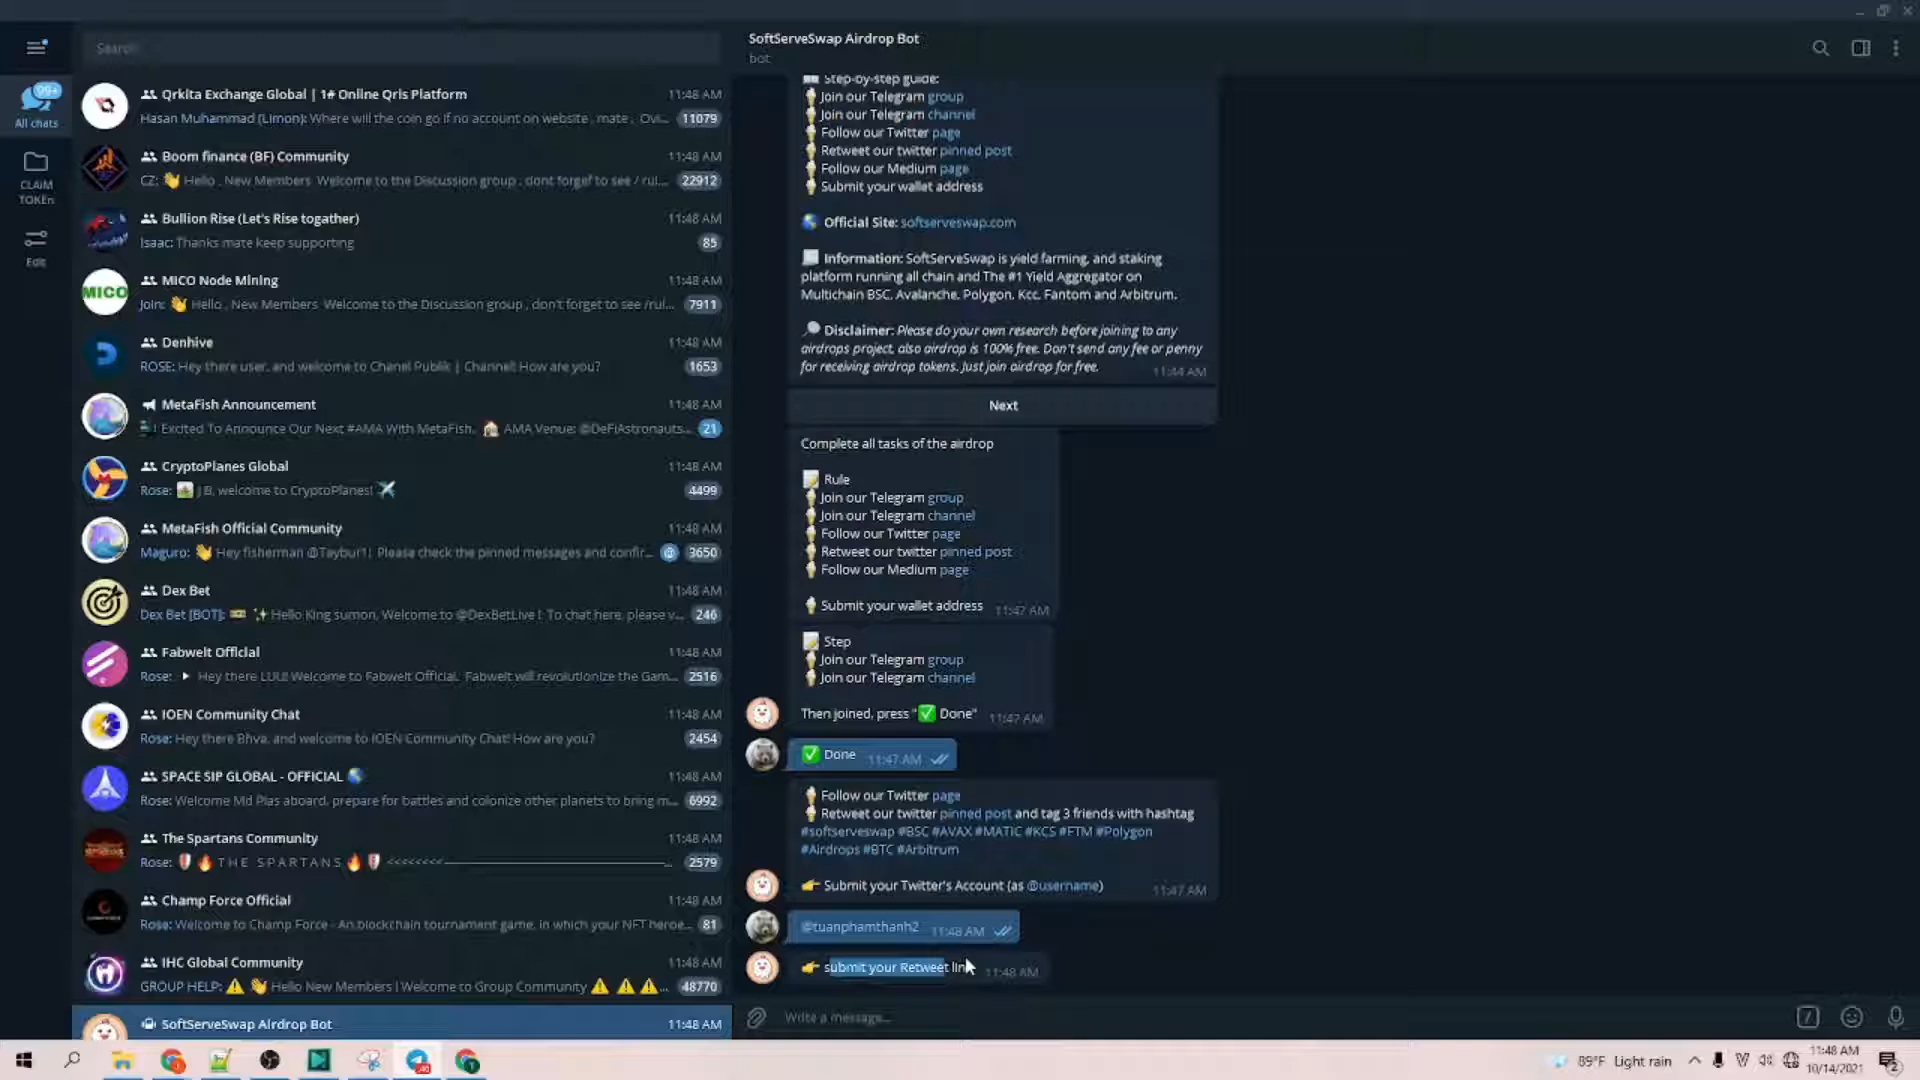 Search
99+
All chats
CLAIM
TOKEn
Edit
Qrkita Exchange Global | 1# Online Qris Platform
11:48 AM
Hasan Muhammad (Limon): Where will the coin go if no account on website , mate . Ovi...
11079
Boom finance (BF) Community
11:48 AM
CZ: 👋 Hello , New Members Welcome to the Discussion group , dont forget to see / rul...
22912
Bullion Rise (Let's Rise togather)
11:48 AM
Isaac: Thanks mate keep supporting
85
MICO
MICO Node Mining
11:48 AM
Join: 👋 Hello , New Members Welcome to the Discussion group , don't forget to see /rul...
7911
Denhive
11:48 AM
ROSE: Hey there user, and welcome to Chanel Publik | Channel! How are you?
1653
MetaFish Announcement
11:48 AM
! Excited To Announce Our Next #AMA With MetaFish. 🏠 AMA Venue: @DeFiAstronauts...
21
CryptoPlanes Global
11:48 AM
Rose: J B, welcome to CryptoPlanes! ✈️
4499
MetaFish Official Community
11:48 AM
Maguro: 👋 Hey fisherman @Taybur1! Please check the pinned messages and confir...
@ 3650
Dex Bet
11:48 AM
Dex Bet [BOT]: 🎫 ✨ Hello King sumon, Welcome to @DexBetLive ! To chat here, please v...
246
Fabwelt Official
11:48 AM
Rose: ▸ Hey there LUL! Welcome to Fabwelt Official. Fabwelt will revolutionize the Gam...
2516
IOEN Community Chat
11:48 AM
Rose: Hey there Bhva, and welcome to IOEN Community Chat! How are you?
2454
SPACE SIP GLOBAL - OFFICIAL 🌎
11:48 AM
Rose: Welcome Md Pias aboard, prepare for battles and colonize other planets to bring m...
6992
The Spartans Community
11:48 AM
Rose: 🛡 🔥 T H E S P A R T A N S 🔥 🛡 <<<<<<<<————————————————...
2579
Champ Force Official
11:48 AM
Rose: Welcome to Champ Force - An blockchain tournament game, in which your NFT heroe...
81
IHC Global Community
11:48 AM
GROUP HELP: ⚠️ 👋 Hello New Members ! Welcome to Group Community ⚠️ ⚠️ ⚠️...
48770
SoftServeSwap Airdrop Bot
11:48 AM
SoftServeSwap Airdrop Bot
bot
Step-by-step guide:
🍦Join our Telegram group
🍦Join our Telegram channel
🍦Follow our Twitter page
🍦Retweet our twitter pinned post
🍦Follow our Medium page
🍦Submit your wallet address
🌎 Official Site: softserveswap.com
Information: SoftServeSwap is yield farming, and staking
platform running all chain and The #1 Yield Aggregator on
Multichain BSC, Avalanche, Polygon, Kcc, Fantom and Arbitrum.
Disclaimer: Please do your own research before joining to any
airdrops project, also airdrop is 100% free. Don't send any fee or penny
for receiving airdrop tokens. Just join airdrop for free.
11:44 AM
Next
Complete all tasks of the airdrop
📝 Rule
🍦Join our Telegram group
🍦Join our Telegram channel
🍦Follow our Twitter page
🍦Retweet our twitter pinned post
🍦Follow our Medium page
🍦Submit your wallet address
11:47 AM
📝 Step
🍦Join our Telegram group
🍦Join our Telegram channel
Then joined, press "✅ Done"
11:47 AM
✅ Done
11:47 AM
🍦Follow our Twitter page
🍦Retweet our twitter pinned post and tag 3 friends with hashtag
#softserveswap #BSC #AVAX #MATIC #KCS #FTM #Polygon
#Airdrops #BTC #Arbitrum
👉 Submit your Twitter's Account (as @username)
11:47 AM
@tuanphamthanh2
11:48 AM
👉 submit your Retweet lin
11:48 AM
Write a message...
89°F Light rain
11:48 AM
10/14/2021
2